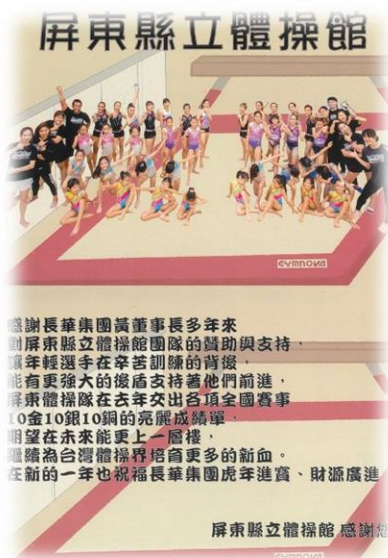 屏東縣立體操館
GYMNOVA
感謝長華集團黃董事長多年來
對屏東縣立體操館團隊的贊助與支持，
讓年輕選手在辛苦訓練的背後，
能有更強大的後盾支持著他們前進，
屏東體操隊在去年交出各項全國賽事
10金10銀10銅的亮麗成績單，
期望在未來能更上一層樓，
繼續為台灣體操界培育更多的新血。
在新的一年也祝福長華集團虎年進寶、財源廣進
屏東縣立體操館 感謝您
GYMNOVA